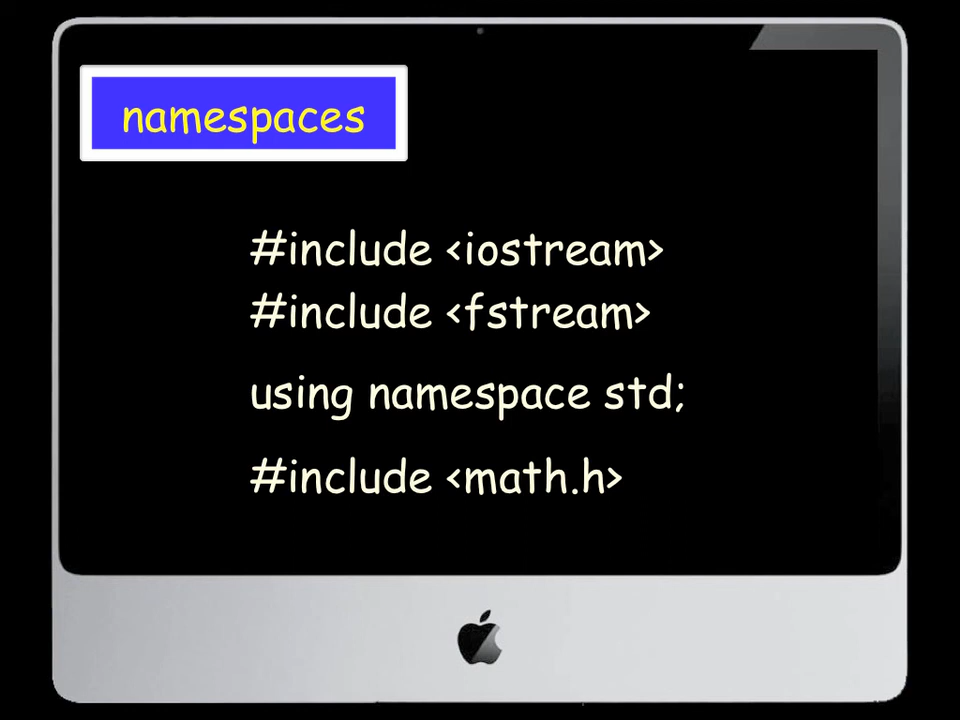 namespaces
#include <iostream>
#include <fstream>
using namespace std;
#include <math.h>